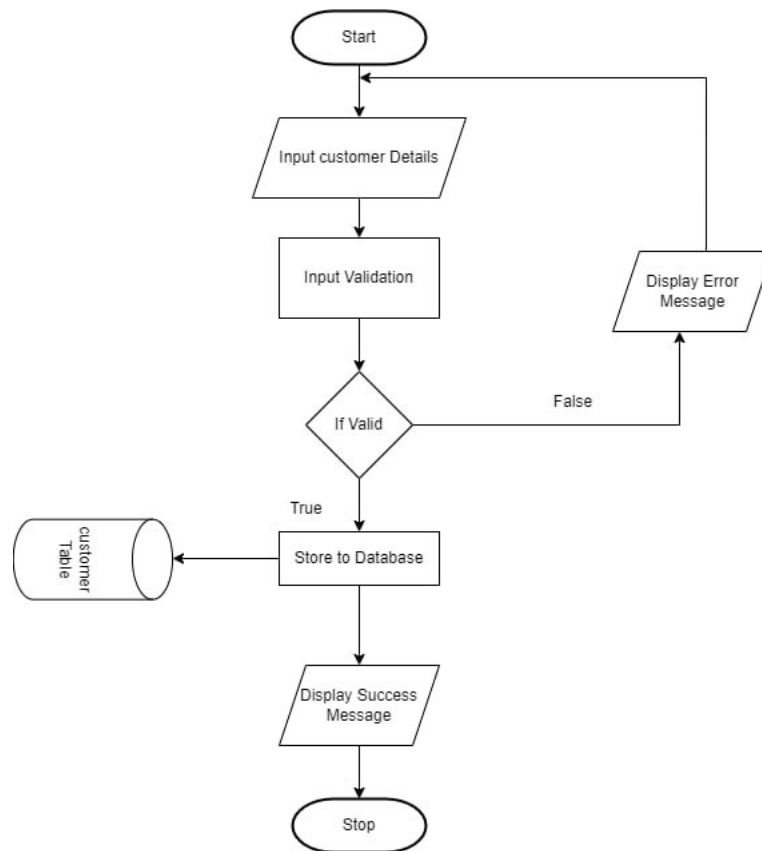 Start
Input customer Details
Input Validation
Display Error
Message
If Valid
False
True
customer
Table
Store to Database
Display Success
Message
Stop